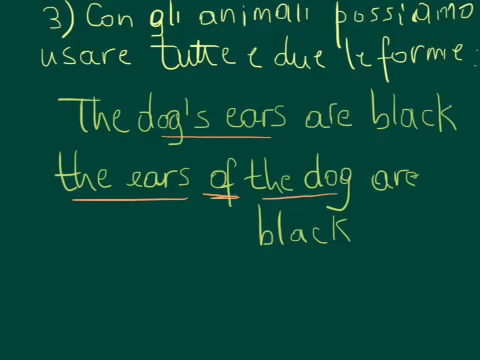 3) Con gli animali possiamo
usare tutte e due le forme:
The dog's ears are black
the ears of the dog are
black